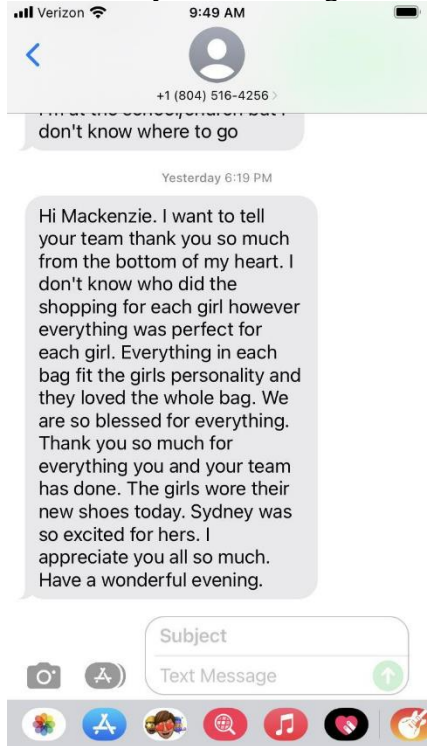 Verizon
9:49 AM
+1 (804) 516-4256
I'm at the school/church but I
don't know where to go
Yesterday 6:19 PM
Hi Mackenzie. I want to tell
your team thank you so much
from the bottom of my heart. I
don't know who did the
shopping for each girl however
everything was perfect for
each girl. Everything in each
bag fit the girls personality and
they loved the whole bag. We
are so blessed for everything.
Thank you so much for
everything you and your team
has done. The girls wore their
new shoes today. Sydney was
so excited for hers. I
appreciate you all so much.
Have a wonderful evening.
Subject
Text Message